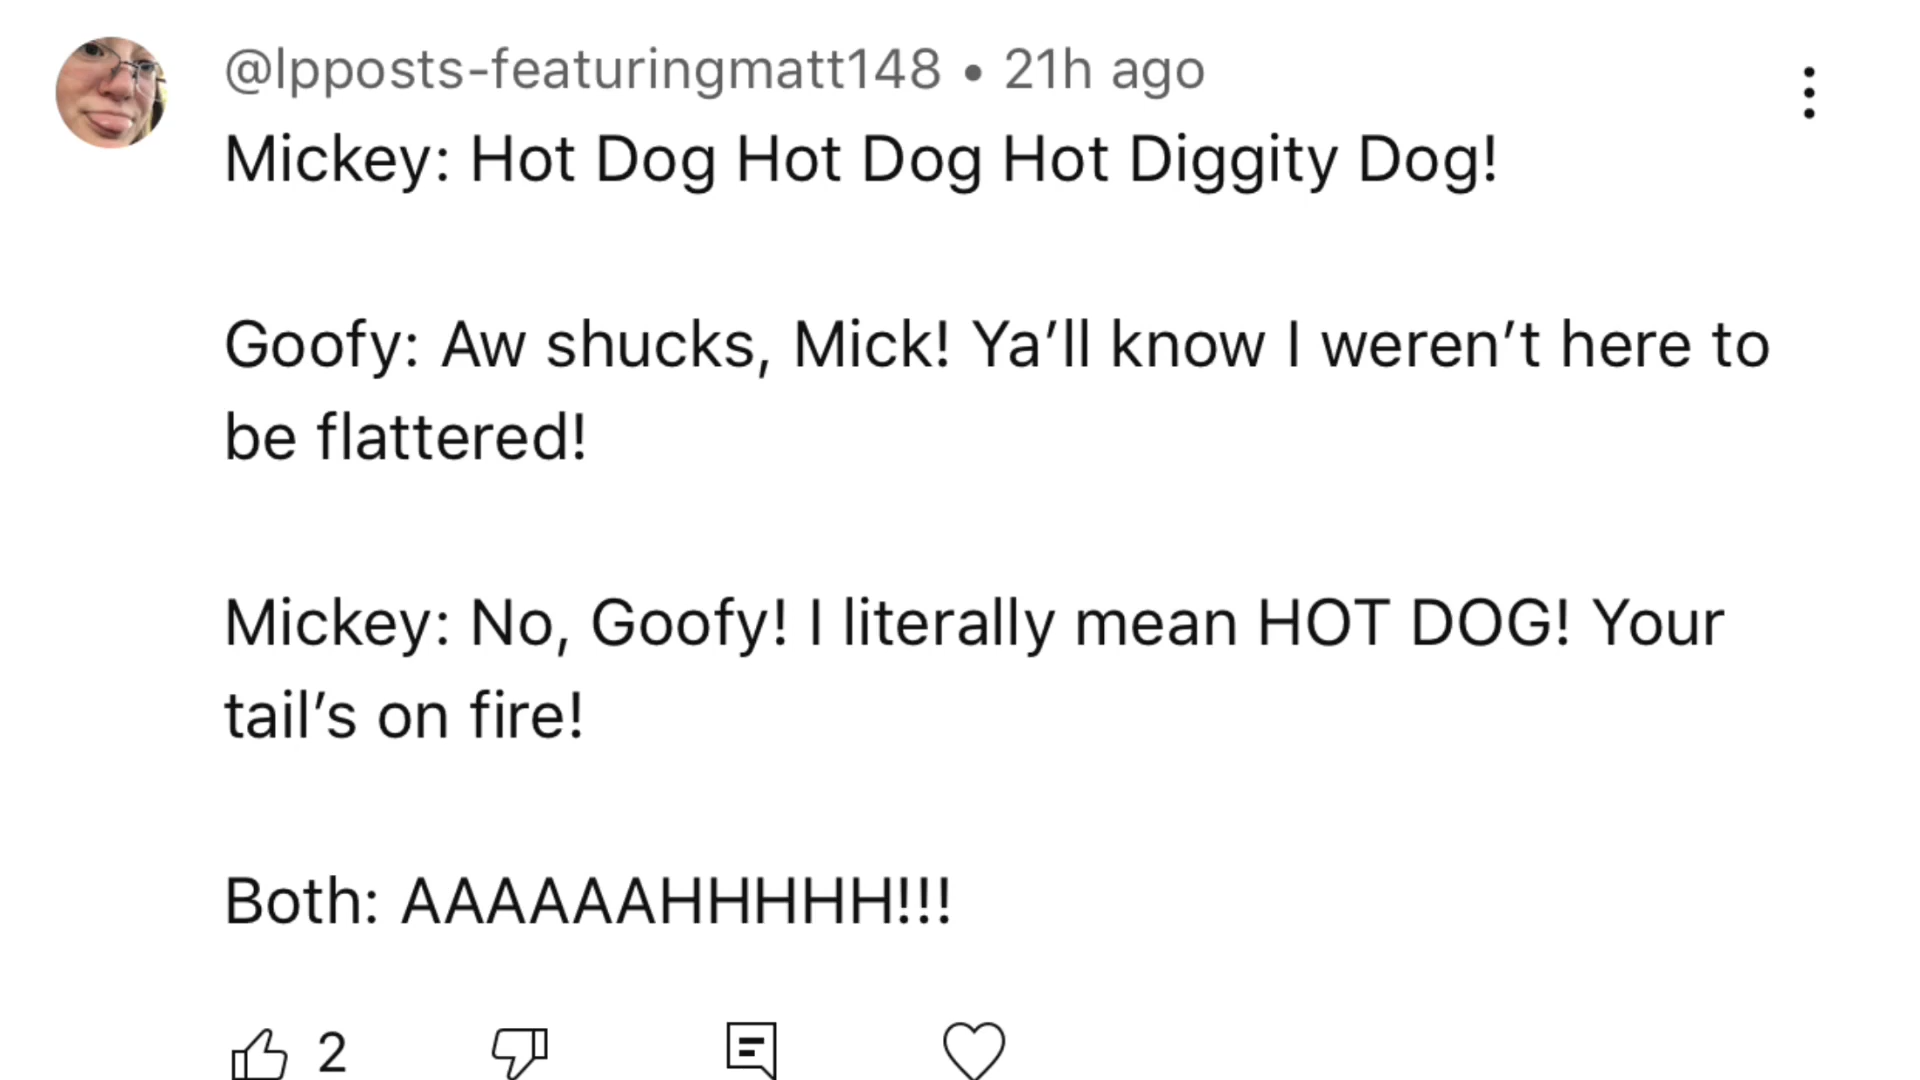 @lpposts-featuringmatt148 • 21h ago
Mickey: Hot Dog Hot Dog Hot Diggity Dog!
Goofy: Aw shucks, Mick! Ya’ll know I weren’t here to
be flattered!
Mickey: No, Goofy! I literally mean HOT DOG! Your
tail’s on fire!
Both: AAAAAAHHHHH!!!
2